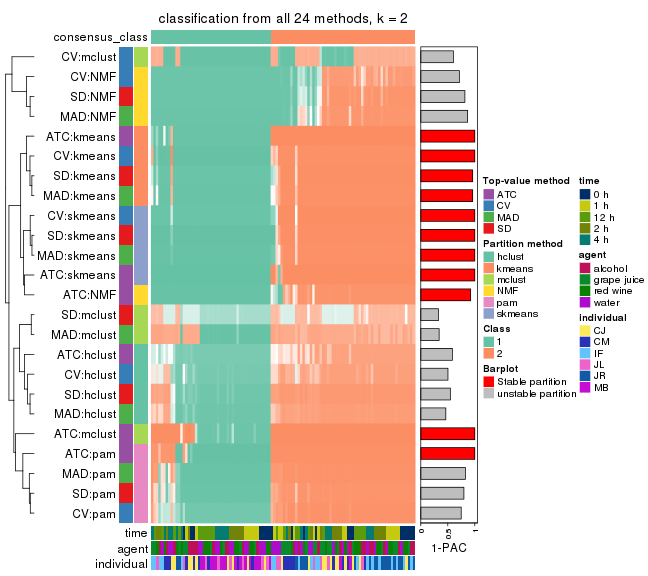 classification from all 24 methods, k = 2
consensus_class
CV:mclust
CV:NMF
SD:NMF
MAD:NMF
ATC:kmeans
CV:kmeans
SD:kmeans
MAD:kmeans
CV:skmeans
SD:skmeans
MAD:skmeans
ATC:skmeans
ATC:NMF
SD:mclust
MAD:mclust
ATC:hclust
CV:hclust
SD:hclust
MAD:hclust
ATC:mclust
ATC:pam
MAD:pam
SD:pam
CV:pam
time
agent
individual
0
0.5
1
1-PAC
Top-value method
ATC
CV
MAD
SD
Partition method
hclust
kmeans
mclust
NMF
pam
skmeans
Class
1
2
Barplot
Stable partition
unstable partition
time
0 h
1 h
12 h
2 h
4 h
agent
alcohol
grape juice
red wine
water
Individual
CJ
CM
IF
JL
JR
MB